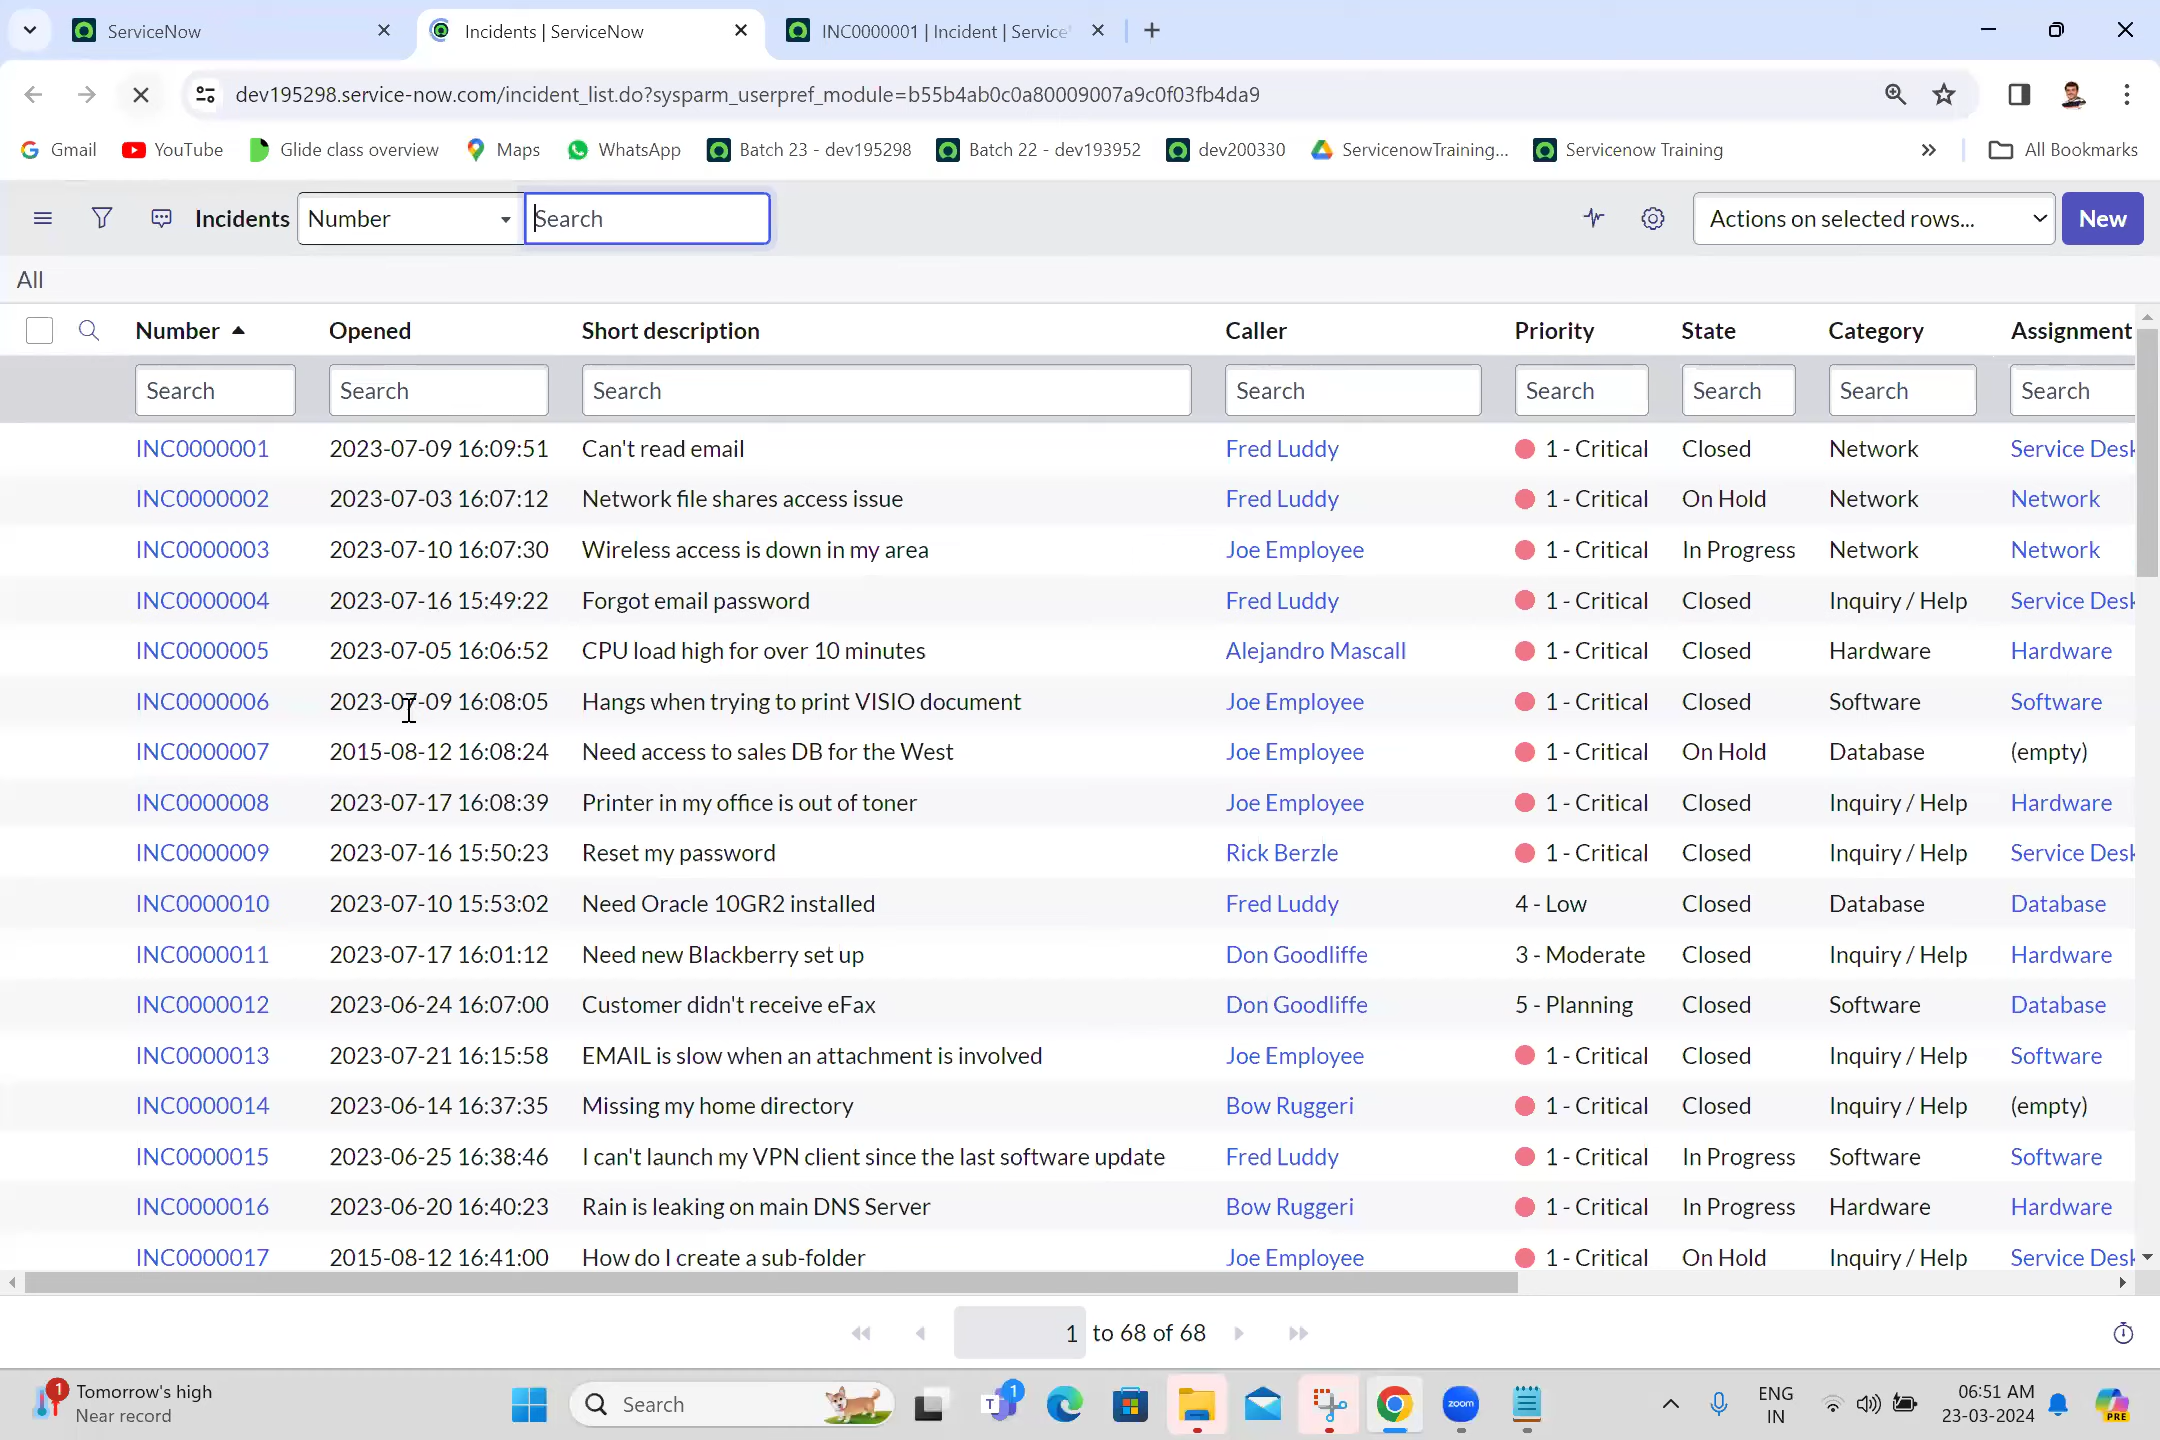 ServiceNow
Incidents | ServiceNow
INC0000001 | Incident | Service
dev195298.service-now.com/incident_list.do?sysparm_userpref_module=b55b4ab0c0a80009007a9c0f03fb4da9
Gmail YouTube Glide class overview Maps WhatsApp Batch 23 - dev195298 Batch 22 - dev193952 dev200330 ServicenowTraining... Servicenow Training All Bookmarks
Incidents Number Search Actions on selected rows... New
All
Number Opened Short description Caller Priority State Category Assignment
Search Search Search Search Search Search Search Search
INC0000001 2023-07-09 16:09:51 Can't read email Fred Luddy 1 - Critical Closed Network Service Desk
INC0000002 2023-07-03 16:07:12 Network file shares access issue Fred Luddy 1 - Critical On Hold Network Network
INC0000003 2023-07-10 16:07:30 Wireless access is down in my area Joe Employee 1 - Critical In Progress Network Network
INC0000004 2023-07-16 15:49:22 Forgot email password Fred Luddy 1 - Critical Closed Inquiry / Help Service Desk
INC0000005 2023-07-05 16:06:52 CPU load high for over 10 minutes Alejandro Mascall 1 - Critical Closed Hardware Hardware
INC0000006 2023-07-09 16:08:05 Hangs when trying to print VISIO document Joe Employee 1 - Critical Closed Software Software
INC0000007 2015-08-12 16:08:24 Need access to sales DB for the West Joe Employee 1 - Critical On Hold Database (empty)
INC0000008 2023-07-17 16:08:39 Printer in my office is out of toner Joe Employee 1 - Critical Closed Inquiry / Help Hardware
INC0000009 2023-07-16 15:50:23 Reset my password Rick Berzle 1 - Critical Closed Inquiry / Help Service Desk
INC0000010 2023-07-10 15:53:02 Need Oracle 10GR2 installed Fred Luddy 4 - Low Closed Database Database
INC0000011 2023-07-17 16:01:12 Need new Blackberry set up Don Goodliffe 3 - Moderate Closed Inquiry / Help Hardware
INC0000012 2023-06-24 16:07:00 Customer didn't receive eFax Don Goodliffe 5 - Planning Closed Software Database
INC0000013 2023-07-21 16:15:58 EMAIL is slow when an attachment is involved Joe Employee 1 - Critical Closed Inquiry / Help Software
INC0000014 2023-06-14 16:37:35 Missing my home directory Bow Ruggeri 1 - Critical Closed Inquiry / Help (empty)
INC0000015 2023-06-25 16:38:46 I can't launch my VPN client since the last software update Fred Luddy 1 - Critical In Progress Software Software
INC0000016 2023-06-20 16:40:23 Rain is leaking on main DNS Server Bow Ruggeri 1 - Critical In Progress Hardware Hardware
INC0000017 2015-08-12 16:41:00 How do I create a sub-folder Joe Employee 1 - Critical On Hold Inquiry / Help Service Desk
1 to 68 of 68
1 Tomorrow's high
Near record
Search
T 1
zoom
ENG
IN
06:51 AM
23-03-2024
PRE